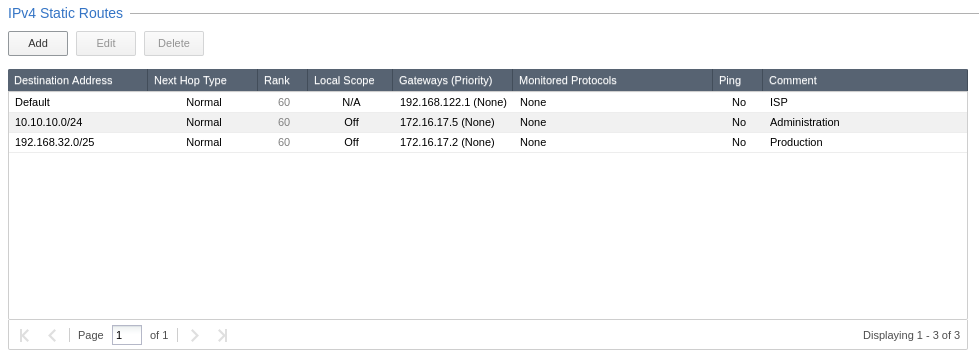 IPv4 Static Routes
Add Edit Delete
Destination Address Next Hop Type Rank Local Scope Gateways (Priority) Monitored Protocols Ping Comment
Default Normal 60 N/A 192.168.122.1 (None) None No ISP
10.10.10.0/24 Normal 60 Off 172.16.17.5 (None) None No Administration
192.168.32.0/25 Normal 60 Off 172.16.17.2 (None) None No Production
Page 1 of 1 Displaying 1 - 3 of 3